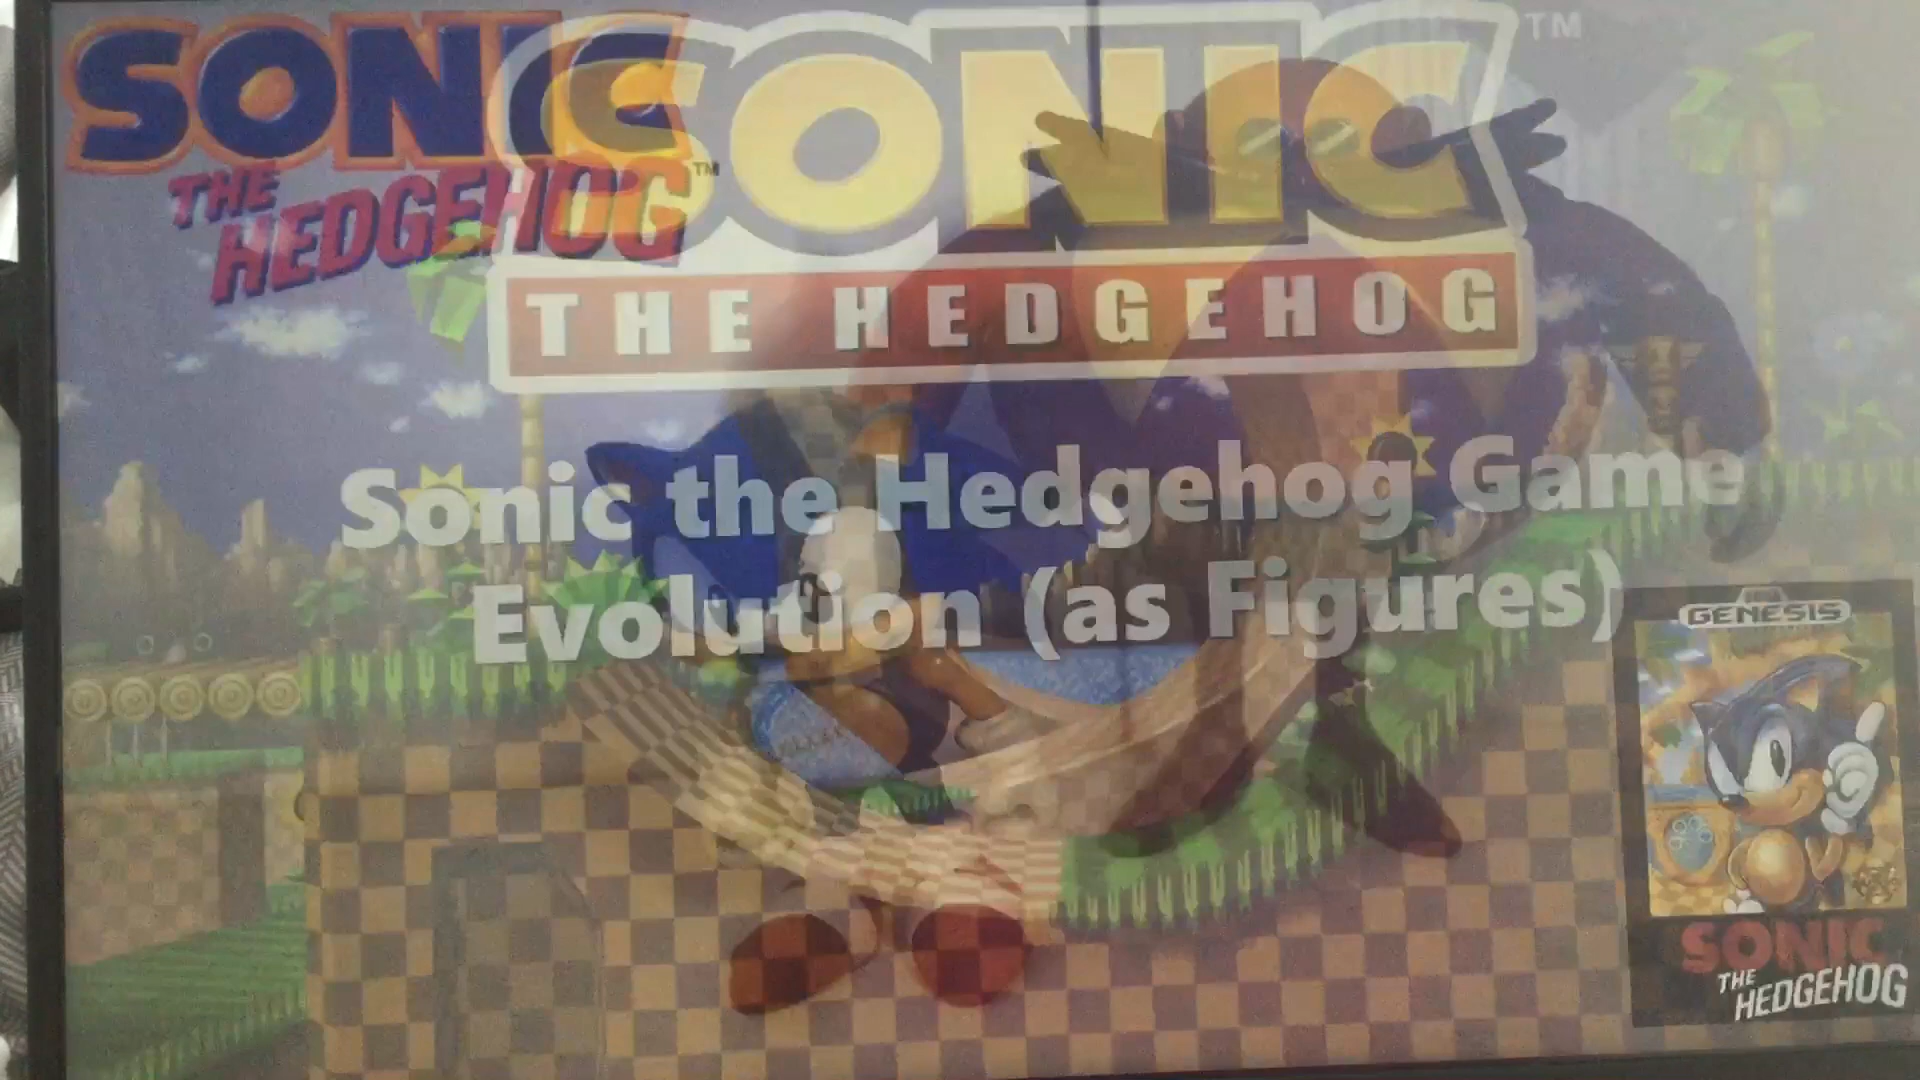 SONIC
THE
HEDGEHOG
™
SONIC
™
THE HEDGEHOG
Sonic the Hedgehog Game
Evolution (as Figures)
GENESIS
SONIC
THE
HEDGEHOG